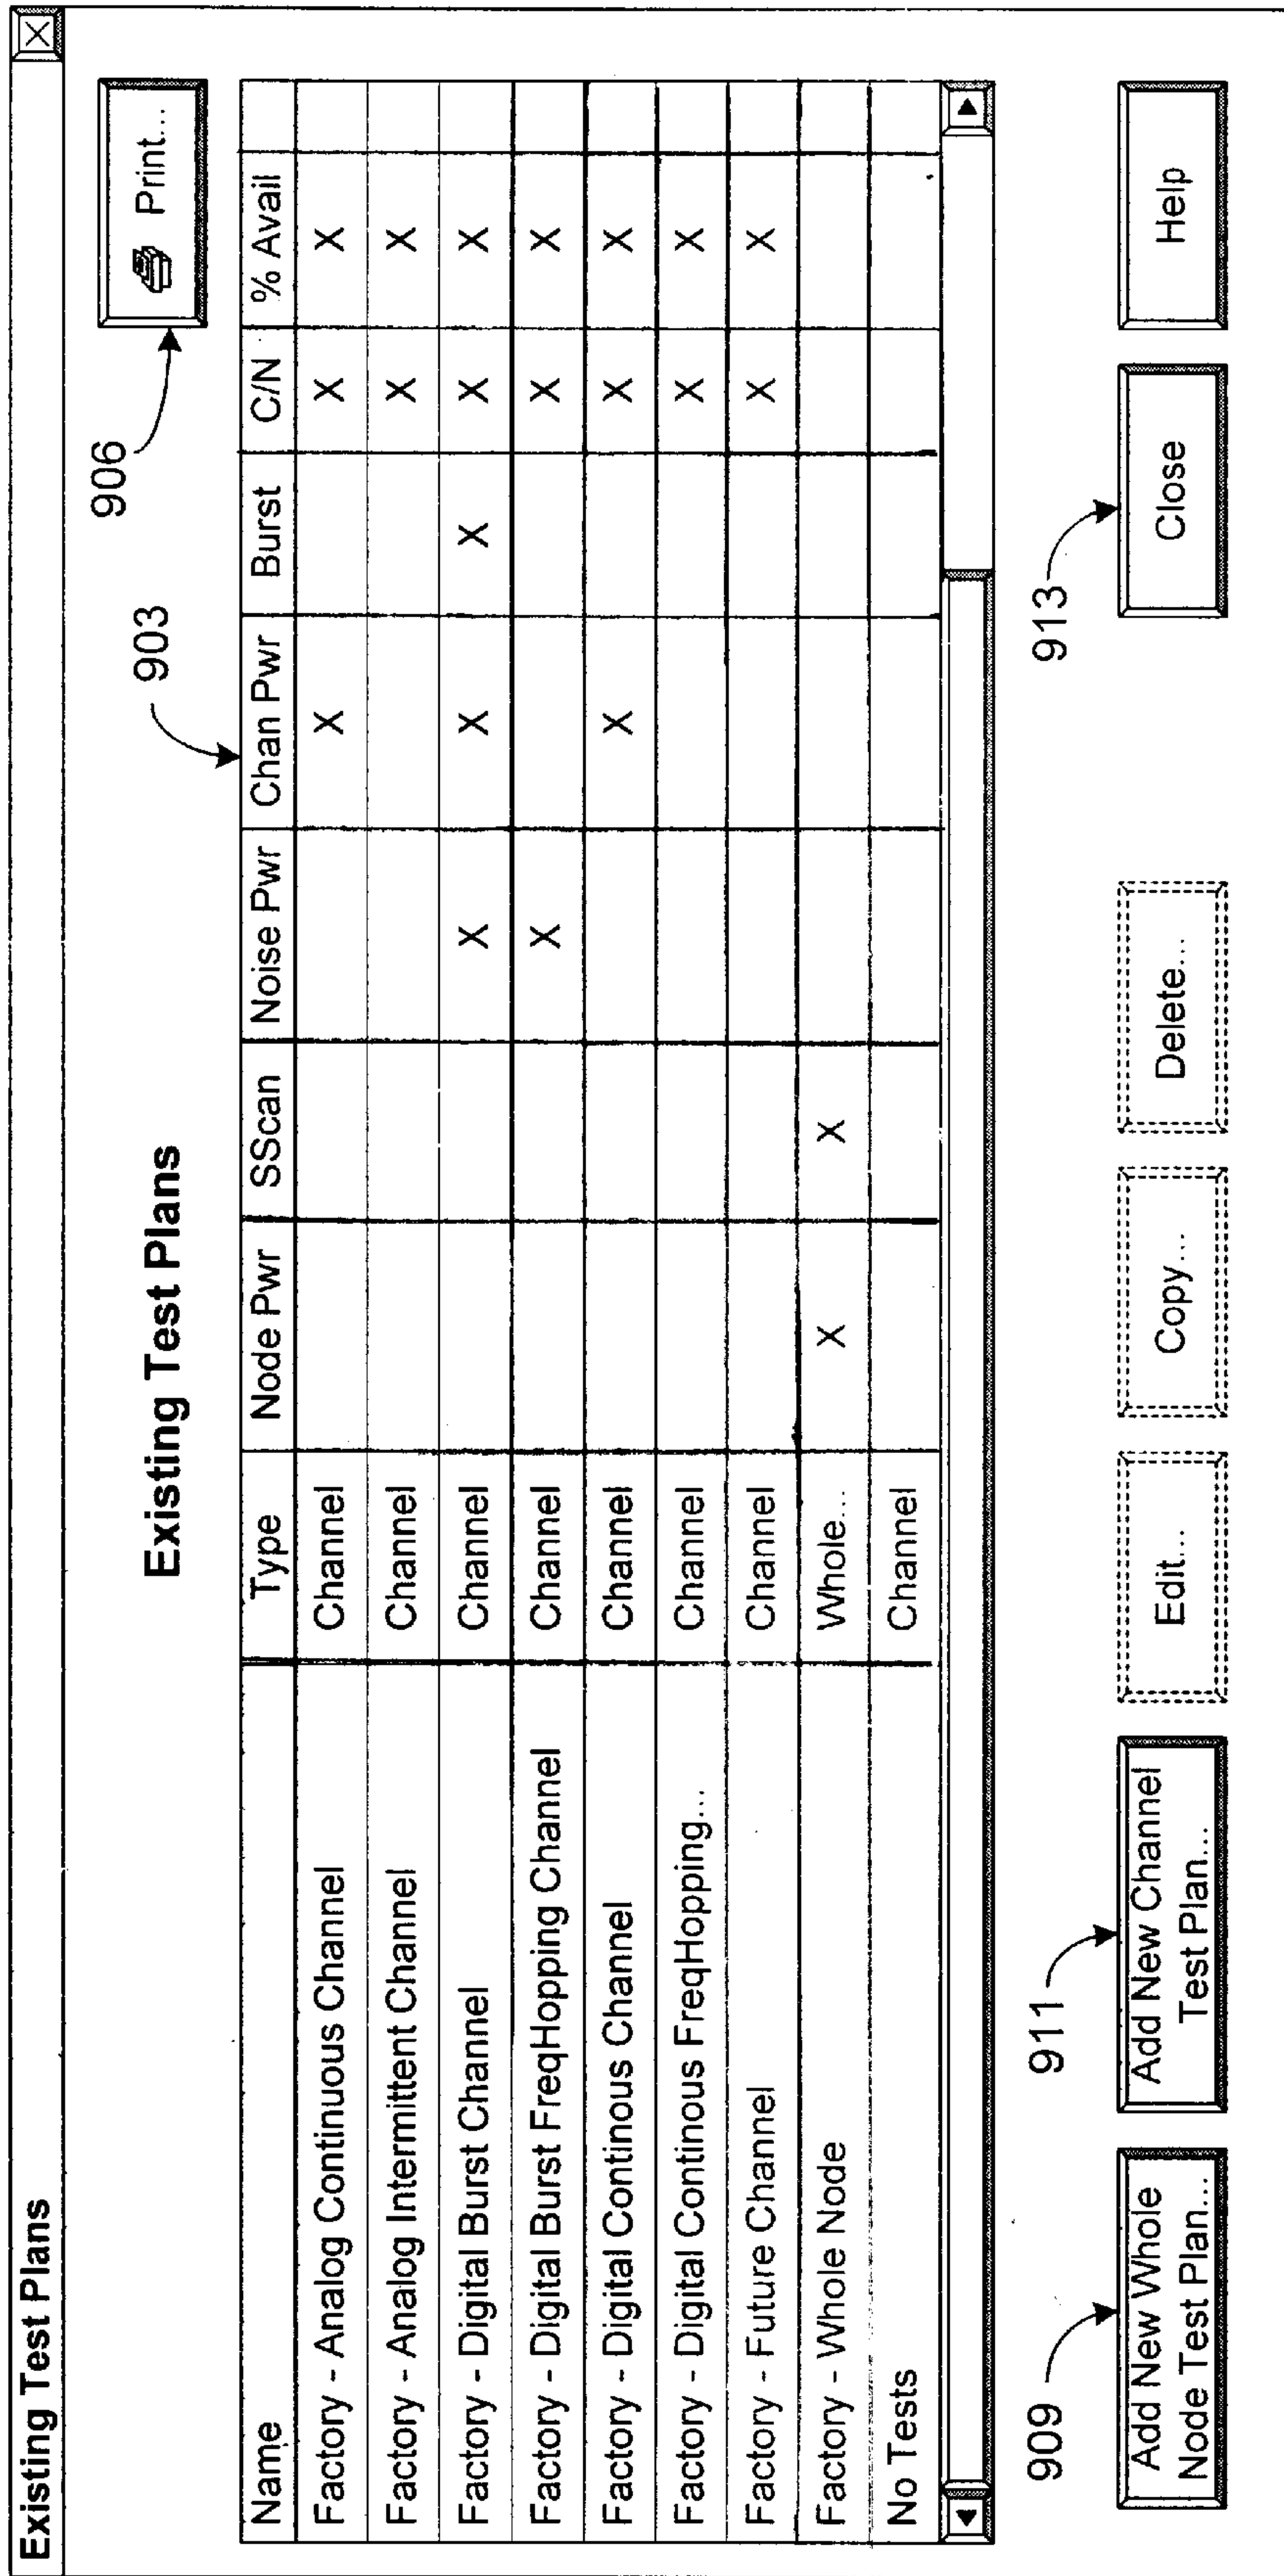 Existing Test Plans
Existing Test Plans
906
Print...
903
Name Type Node Pwr SScan Noise Pwr Chan Pwr Burst C/N % Avail
Factory - Analog Continuous Channel Channel X X X
Factory - Analog Intermittent Channel Channel X X
Factory - Digital Burst Channel Channel X X X X X
Factory - Digital Burst FreqHopping Channel Channel X X X
Factory - Digital Continous Channel Channel X X X
Factory - Digital Continous FreqHopping... Channel X X
Factory - Future Channel Channel X X
Factory - Whole Node Whole... X X
No Tests Channel
909
911
913
Add New Whole
Node Test Plan...
Add New Channel
Test Plan...
Edit...
Copy...
Delete...
Close
Help